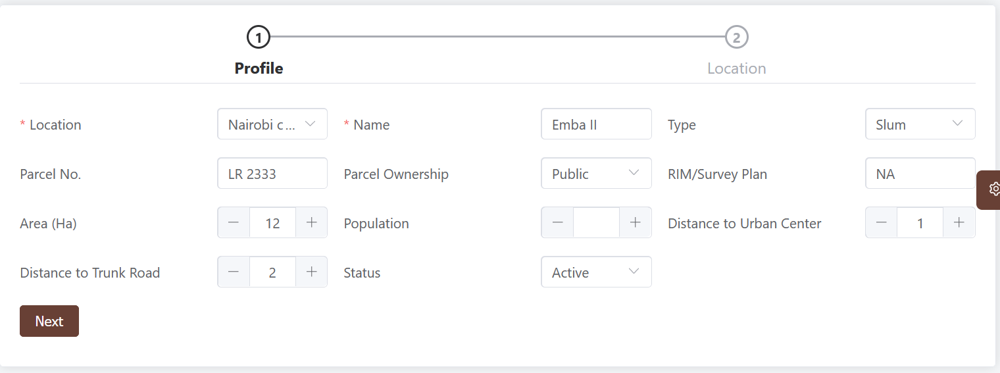 1 2
Profile Location
* Location Nairobi c... * Name Emba II Type Slum
Parcel No. LR 2333 Parcel Ownership Public RIM/Survey Plan NA
Area (Ha) 12 Population Distance to Urban Center 1
Distance to Trunk Road 2 Status Active
Next